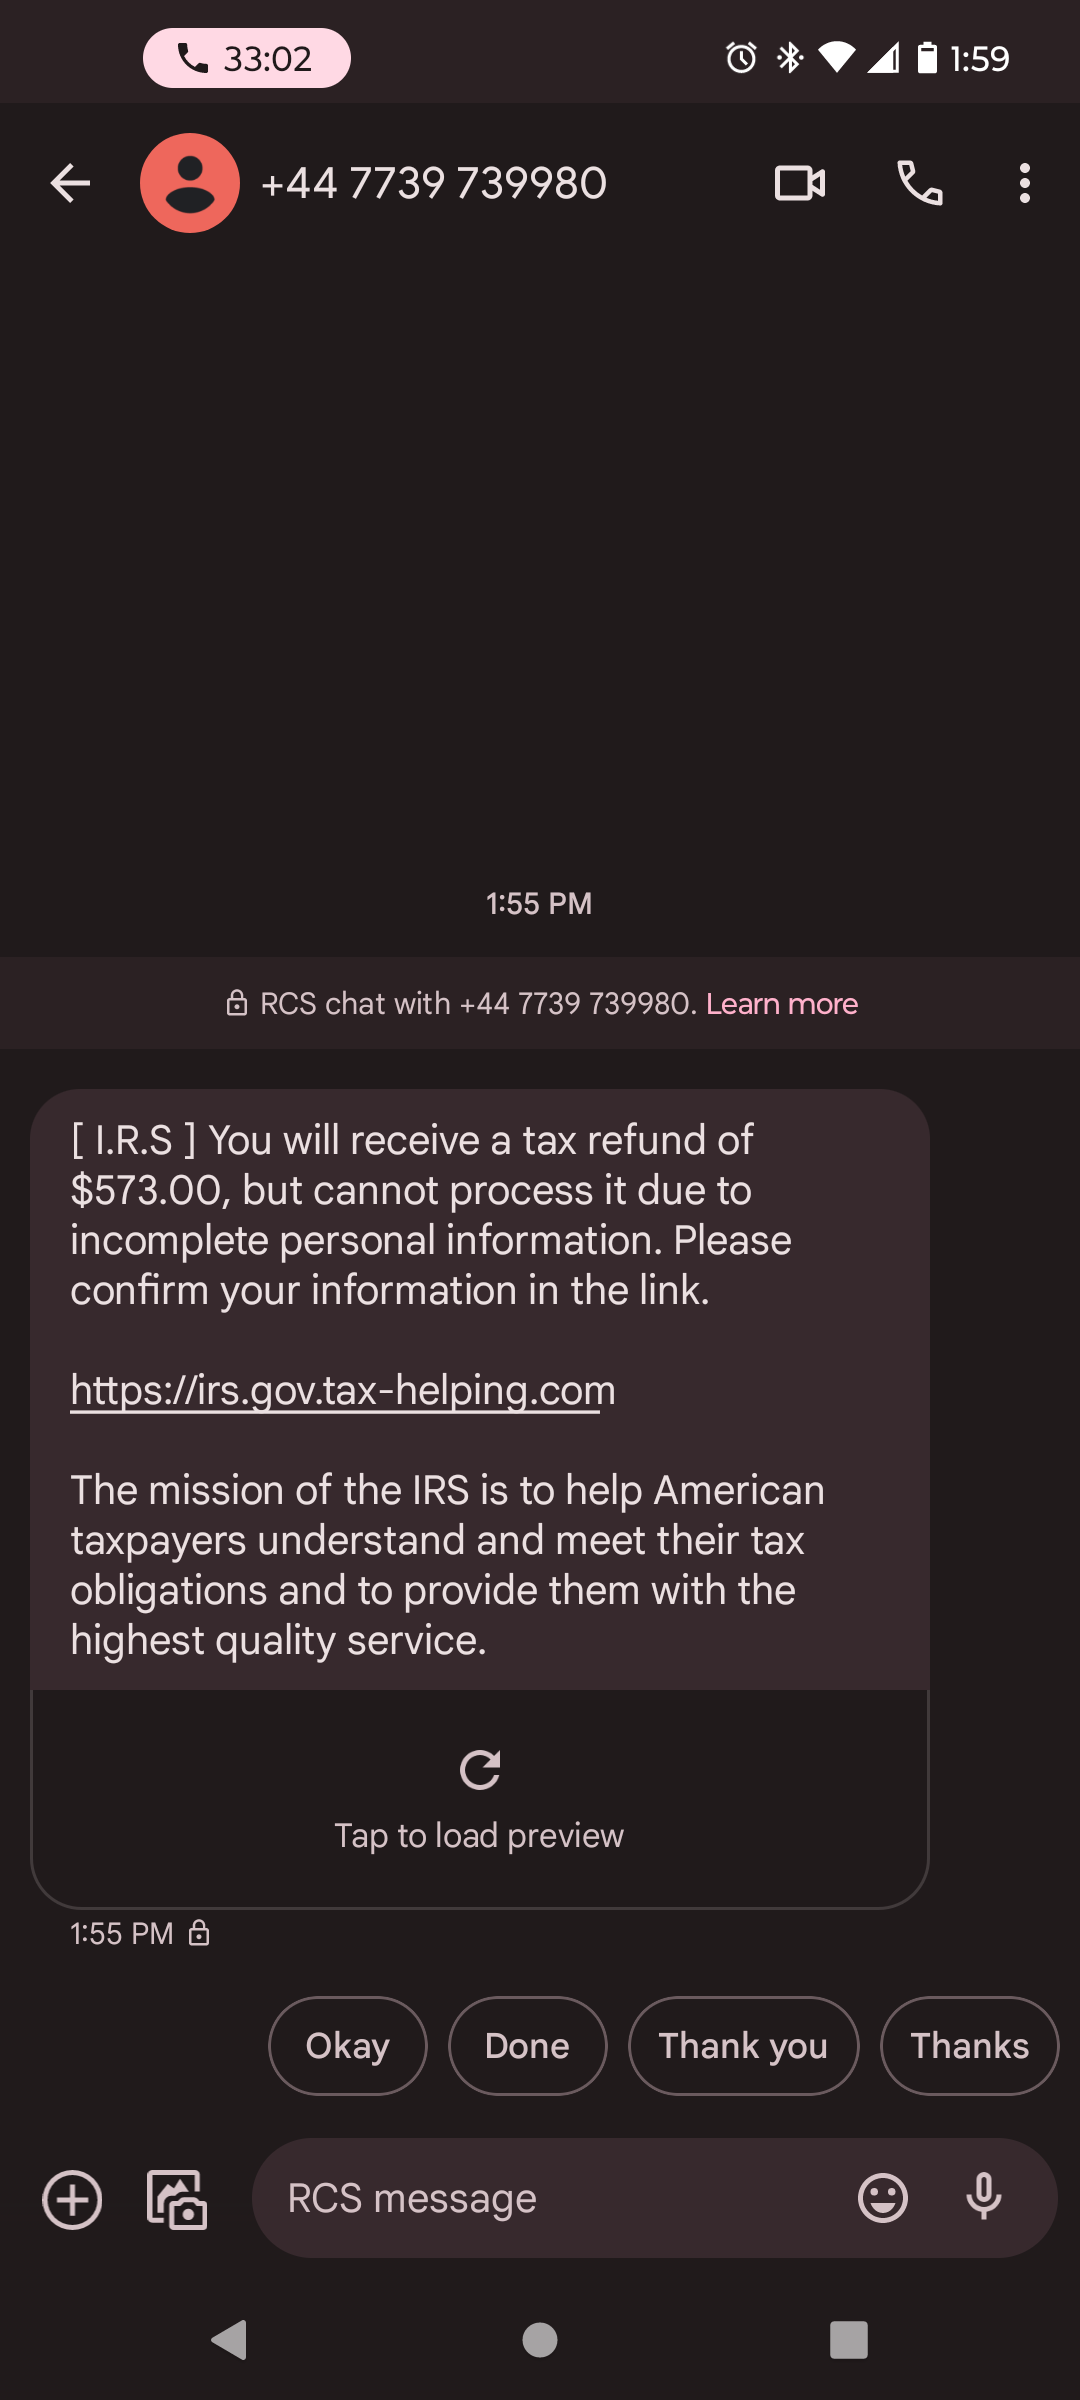 33:02
1:59
+44 7739 739980
1:55 PM
RCS chat with +44 7739 739980. Learn more
[ I.R.S ] You will receive a tax refund of
$573.00, but cannot process it due to
incomplete personal information. Please
confirm your information in the link.
https://irs.gov.tax-helping.com
The mission of the IRS is to help American
taxpayers understand and meet their tax
obligations and to provide them with the
highest quality service.
Tap to load preview
1:55 PM
Okay Done Thank you Thanks
RCS message